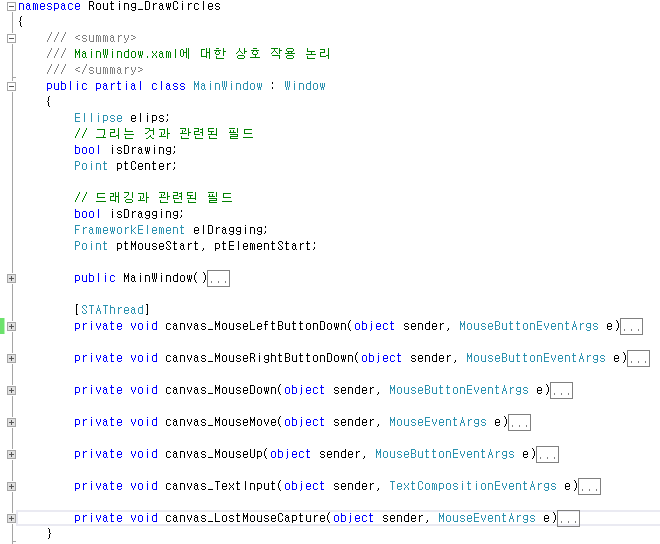 namespace Routing_DrawCircles
{
/// <summary>
/// MainWindow.xaml에 대한 상호 작용 논리
/// </summary>
public partial class MainWindow : Window
{
Ellipse elips;
// 그리는 것과 관련된 필드
bool isDrawing;
Point ptCenter;
// 드래깅과 관련된 필드
bool isDragging;
FrameworkElement elDragging;
Point ptMouseStart, ptElementStart;
public MainWindow()...
[STAThread]
private void canvas_MouseLeftButtonDown(object sender, MouseButtonEventArgs e)...
private void canvas_MouseRightButtonDown(object sender, MouseButtonEventArgs e)...
private void canvas_MouseDown(object sender, MouseButtonEventArgs e)...
private void canvas_MouseMove(object sender, MouseEventArgs e)...
private void canvas_MouseUp(object sender, MouseButtonEventArgs e)...
private void canvas_TextInput(object sender, TextCompositionEventArgs e)...
private void canvas_LostMouseCapture(object sender, MouseEventArgs e)...
}